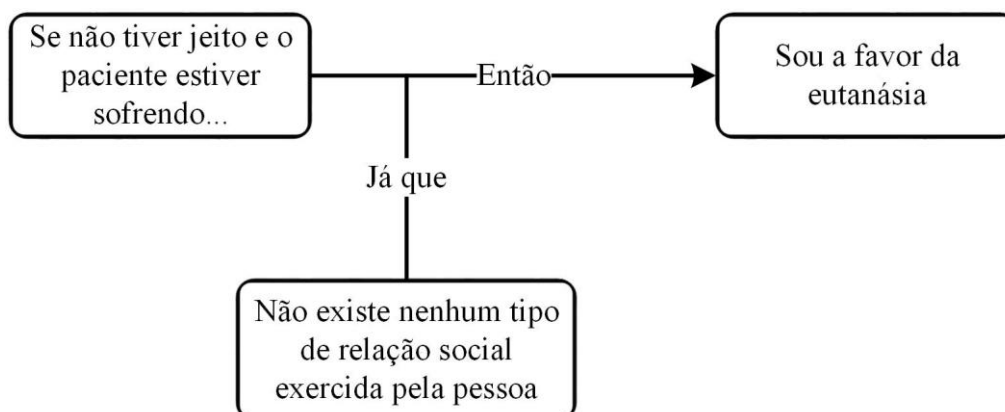 Se não tiver jeito e o
paciente estiver
sofrendo...
Então
Sou a favor da
eutanásia
Já que
Não existe nenhum tipo
de relação social
exercida pela pessoa